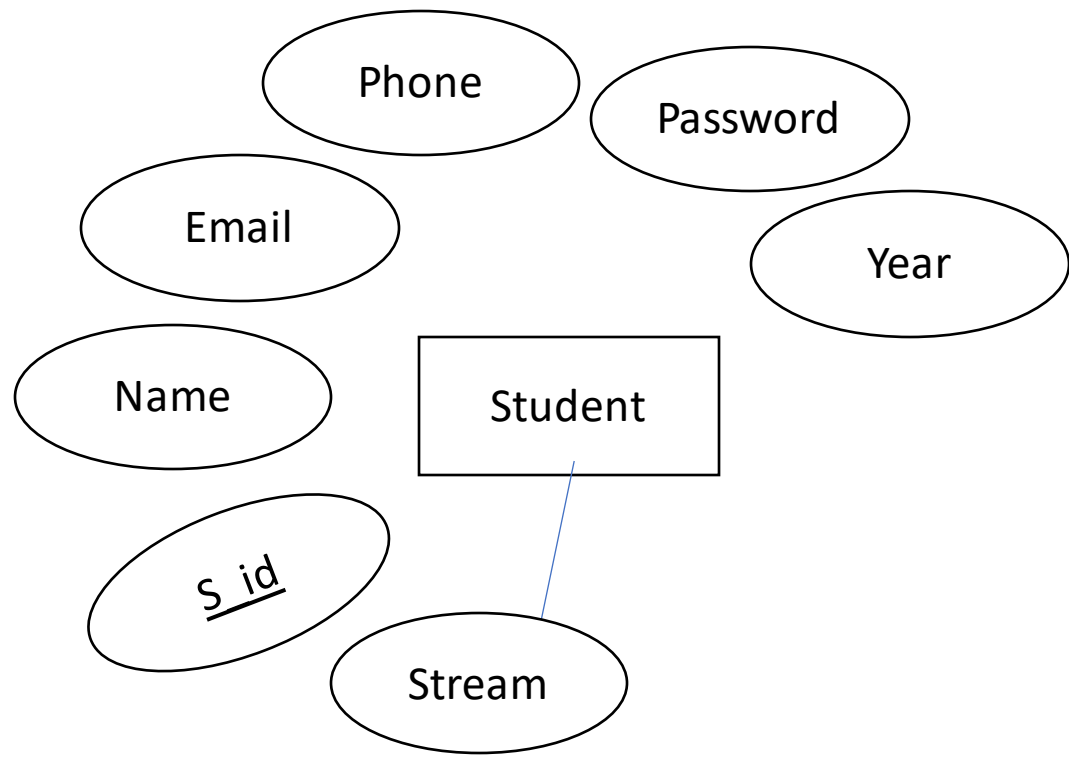 Phone
Password
Email
Year
Name
Student
S_id
Stream